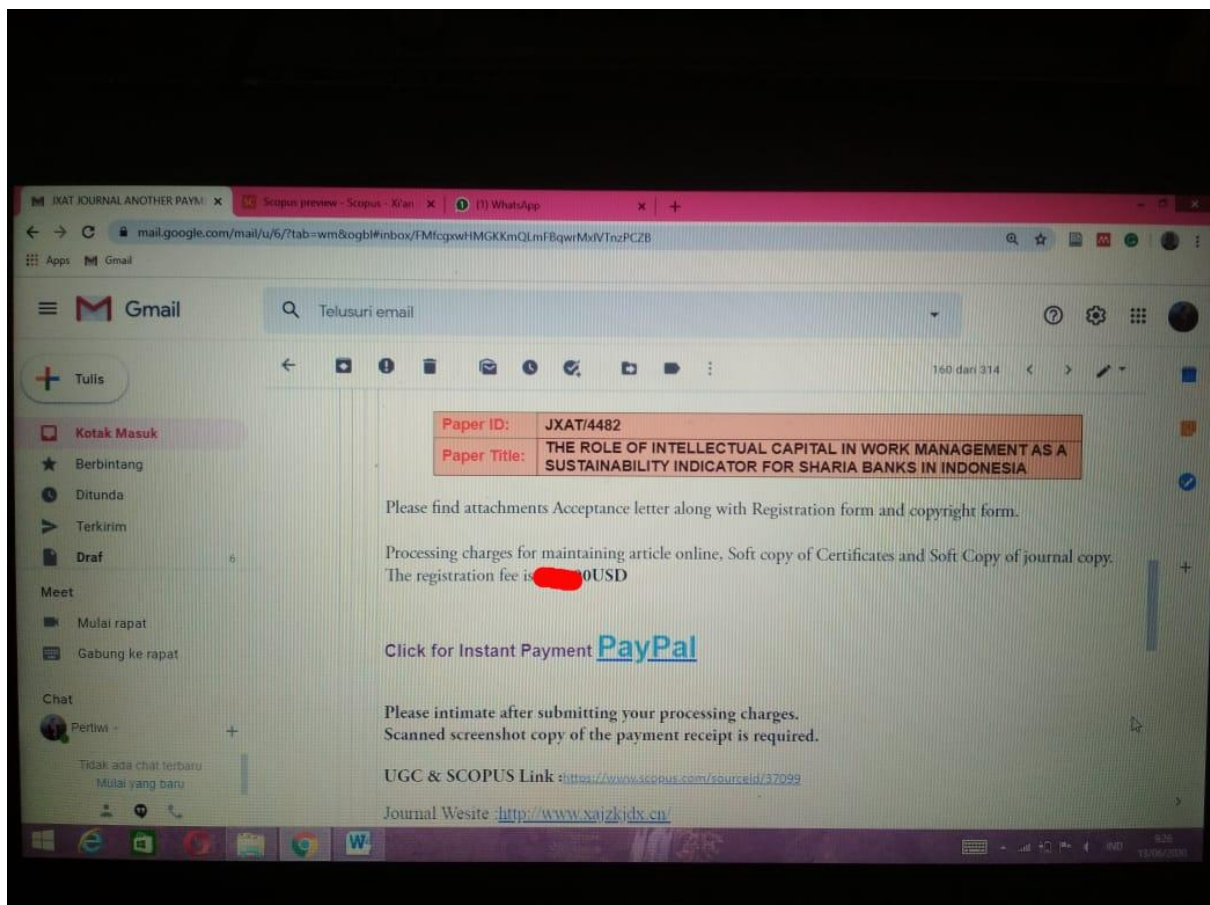 JXAT JOURNAL ANOTHER PAYM
Scopus preview - Scopus - Xi'an
(1) WhatsApp
mail.google.com/mail/u/6/?tab=wm&ogbl#inbox/
Apps
Gmail
Gmail
Telusuri email
Tulis
160 dari 314
Kotak Masuk
Berbintang
Ditunda
Terkirim
Draf
6
Meet
Mulai rapat
Gabung ke rapat
Chat
Pertiwi
Tidak ada chat terbaru
Mulai yang baru
Paper ID: JXAT/4482
Paper Title: THE ROLE OF INTELLECTUAL CAPITAL IN WORK MANAGEMENT AS A
SUSTAINABILITY INDICATOR FOR SHARIA BANKS IN INDONESIA
Please find attachments Acceptance letter along with Registration form and copyright form.
Processing charges for maintaining article online, Soft copy of Certificates and Soft Copy of journal copy.
The registration fee is 0USD
Click for Instant Payment PayPal
Please intimate after submitting your processing charges.
Scanned screenshot copy of the payment receipt is required.
UGC & SCOPUS Link :https://www.scopus.com/sourceid/37099
Journal Wesite :http://www.xajzkjdx.cn/
IND
9:26
13/06/2020